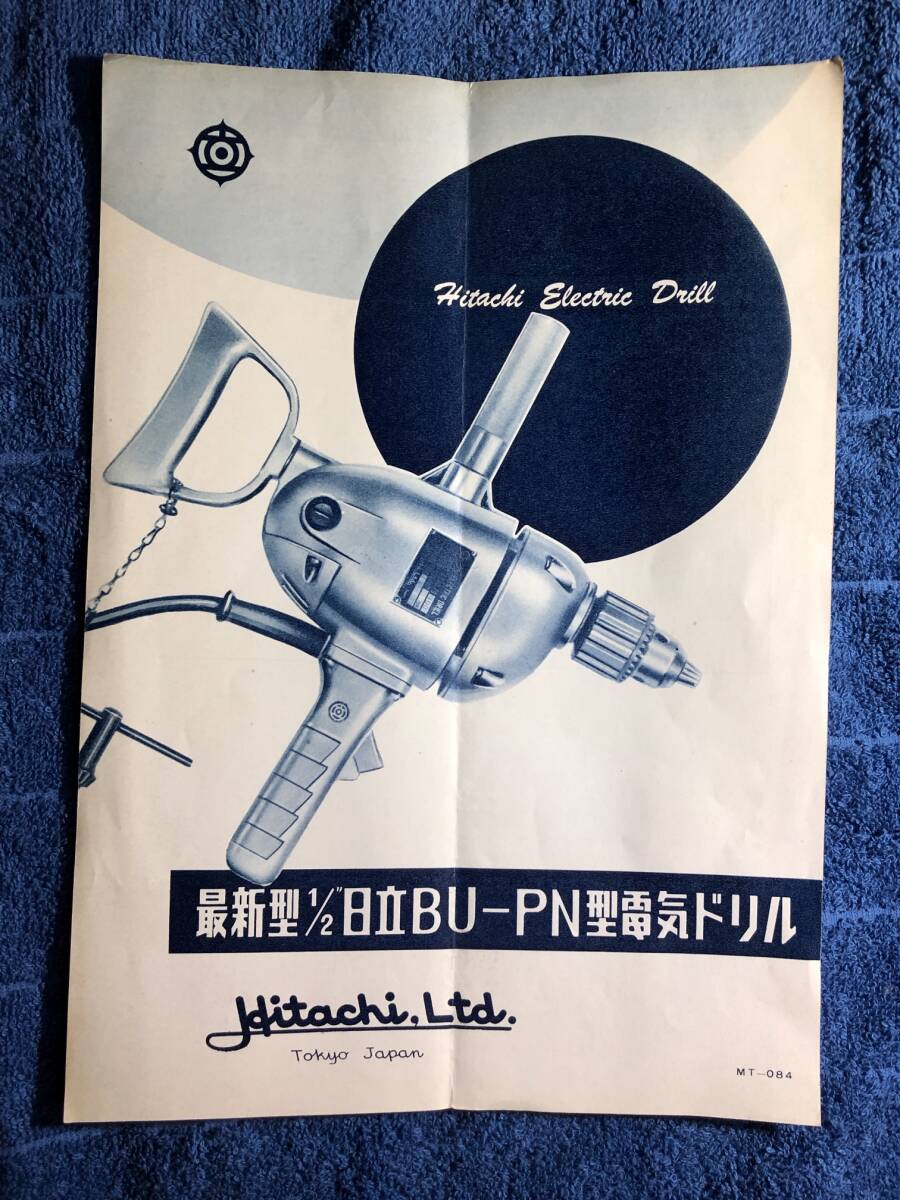 Hitachi Electric Drill
最新型1/2"日立BU-PN型電気ドリル
Hitachi, Ltd.
Tokyo Japan
MT-084